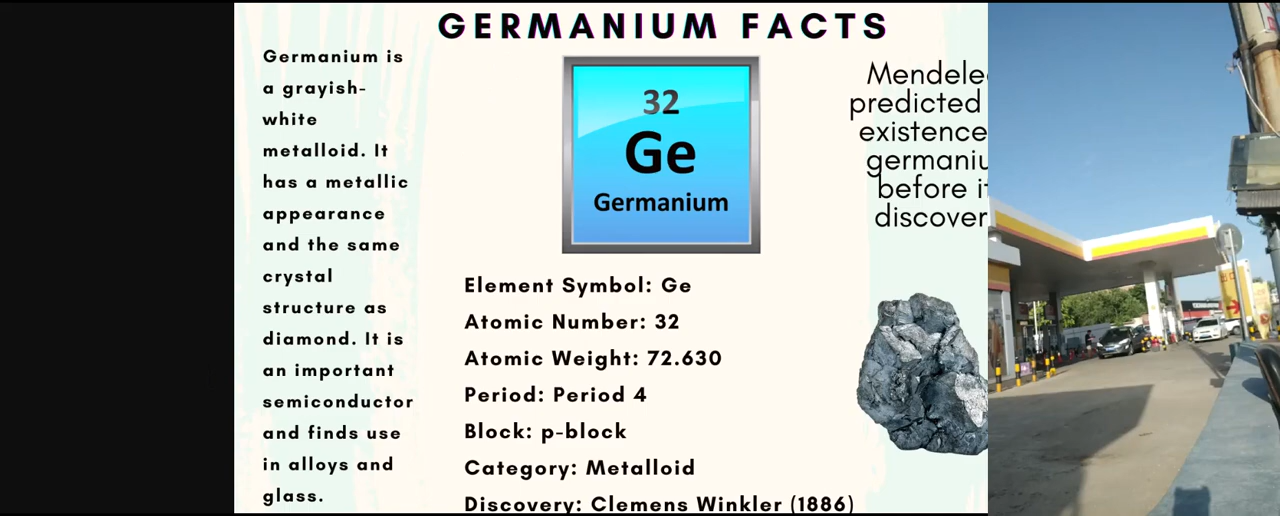 GERMANIUM FACTS
Germanium is
a grayish-
white
metalloid. It
has a metallic
appearance
and the same
crystal
structure as
diamond. It is
an important
semiconductor
and finds use
in alloys and
glass.
32
Ge
Germanium
Element Symbol: Ge
Atomic Number: 32
Atomic Weight: 72.630
Period: Period 4
Block: p-block
Category: Metalloid
Discovery: Clemens Winkler (1886)
Mendele
predicted
existence
germaniu
before it
discover